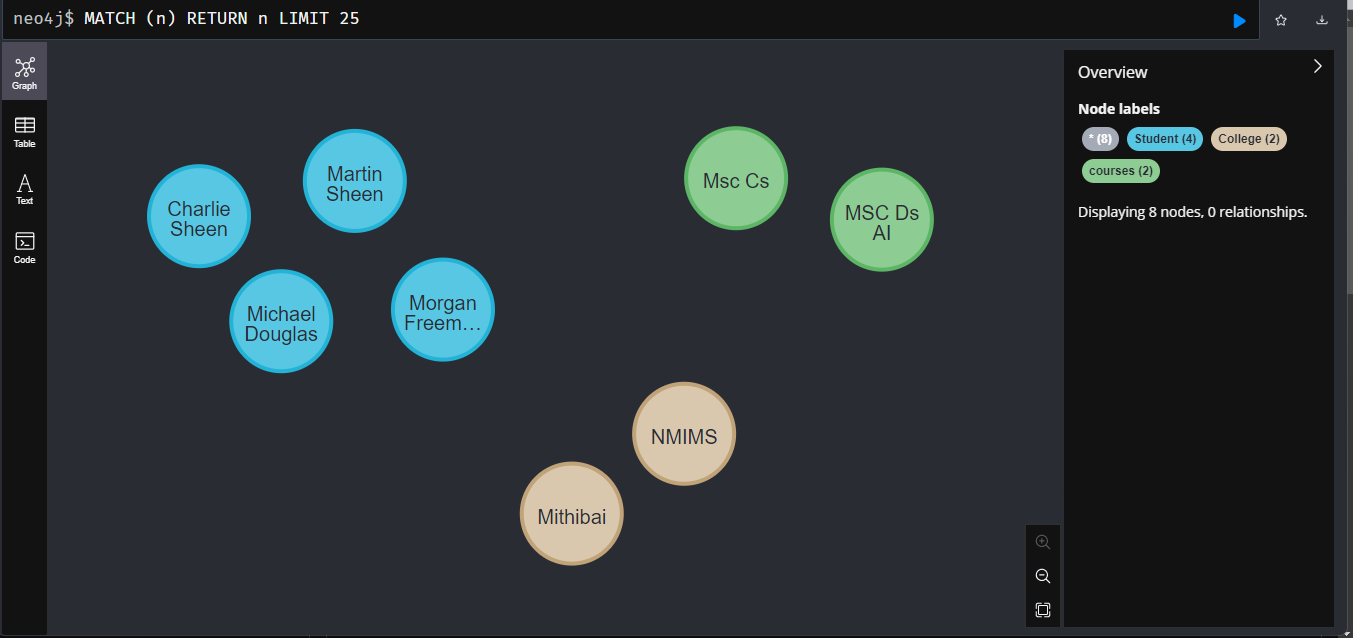 neo4j$ MATCH (n) RETURN n LIMIT 25
Graph
Table
Text
Code
Charlie
Sheen
Martin
Sheen
Michael
Douglas
Morgan
Freem...
Msc Cs
MSC Ds
AI
NMIMS
Mithibai
Overview
Node labels
* (8) Student (4) College (2)
courses (2)
Displaying 8 nodes, 0 relationships.